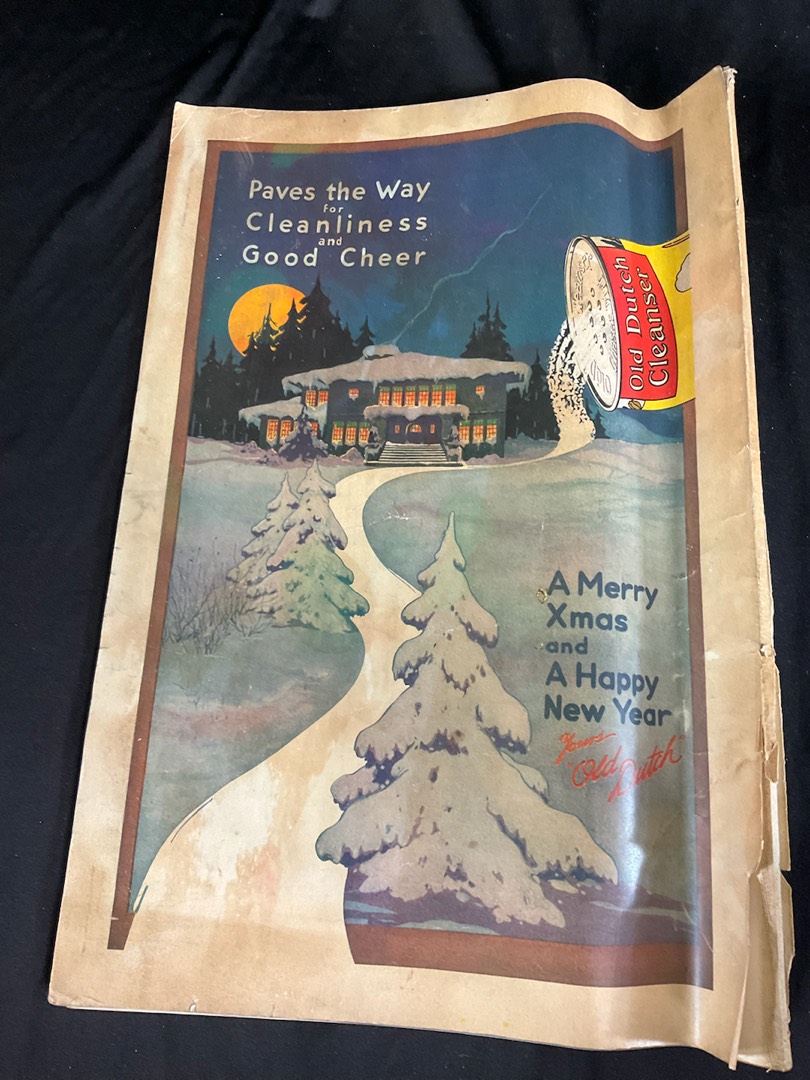 Paves the Way
for
Cleanliness
and
Good Cheer
Old Dutch
Cleanser
A Merry
Xmas
and
A Happy
New Year
Yours
"Old Dutch"